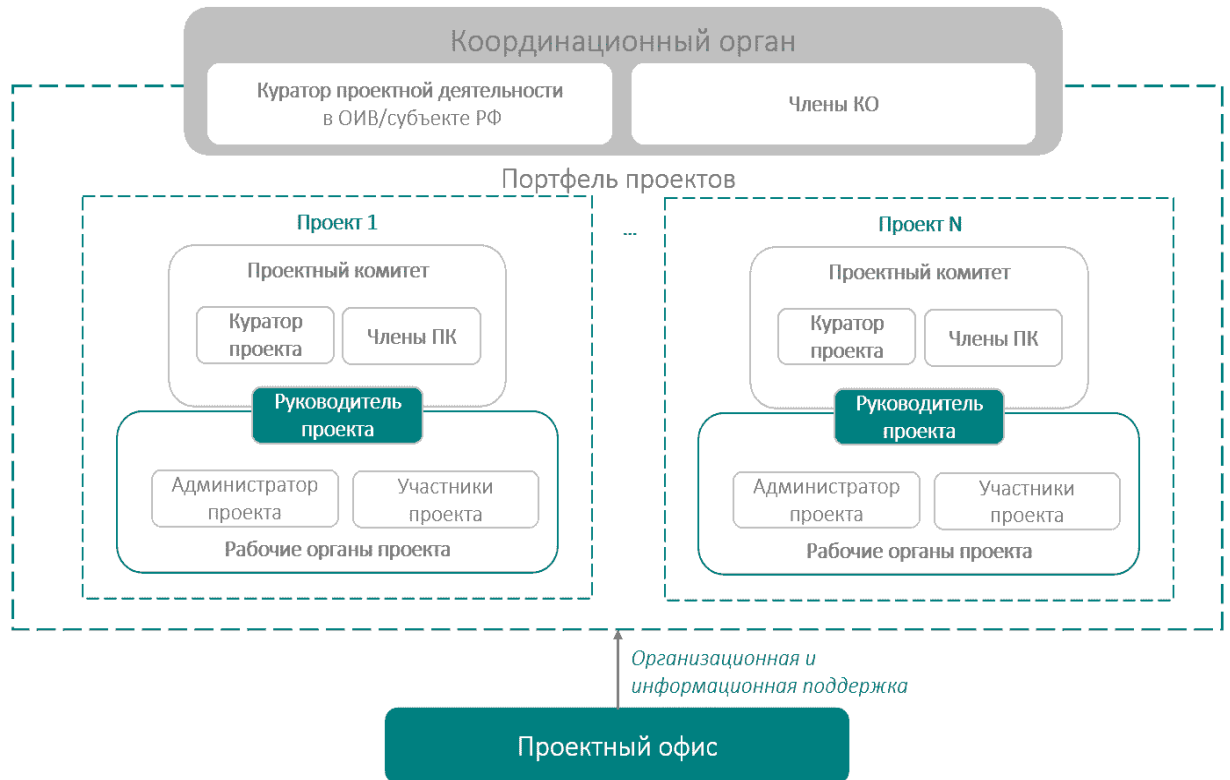 Координационный орган
Куратор проектной деятельности
в ОИВ/субъекте РФ
Члены КО
Портфель проектов
Проект 1
Проектный комитет
Куратор
проекта
Члены ПК
Руководитель
проекта
Администратор
проекта
Участники
проекта
Рабочие органы проекта
...
Проект N
Проектный комитет
Куратор
проекта
Члены ПК
Руководитель
проекта
Администратор
проекта
Участники
проекта
Рабочие органы проекта
Организационная и
информационная поддержка
Проектный офис